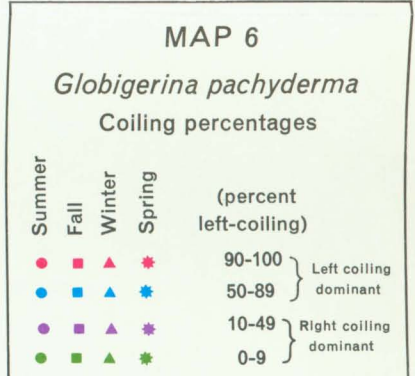 MAP 6
Globigerina pachyderma
Coiling percentages
Summer Fall Winter Spring
(percent
left-coiling)
90-100
50-89
Left coiling
dominant
10-49
0-9
Right coiling
dominant